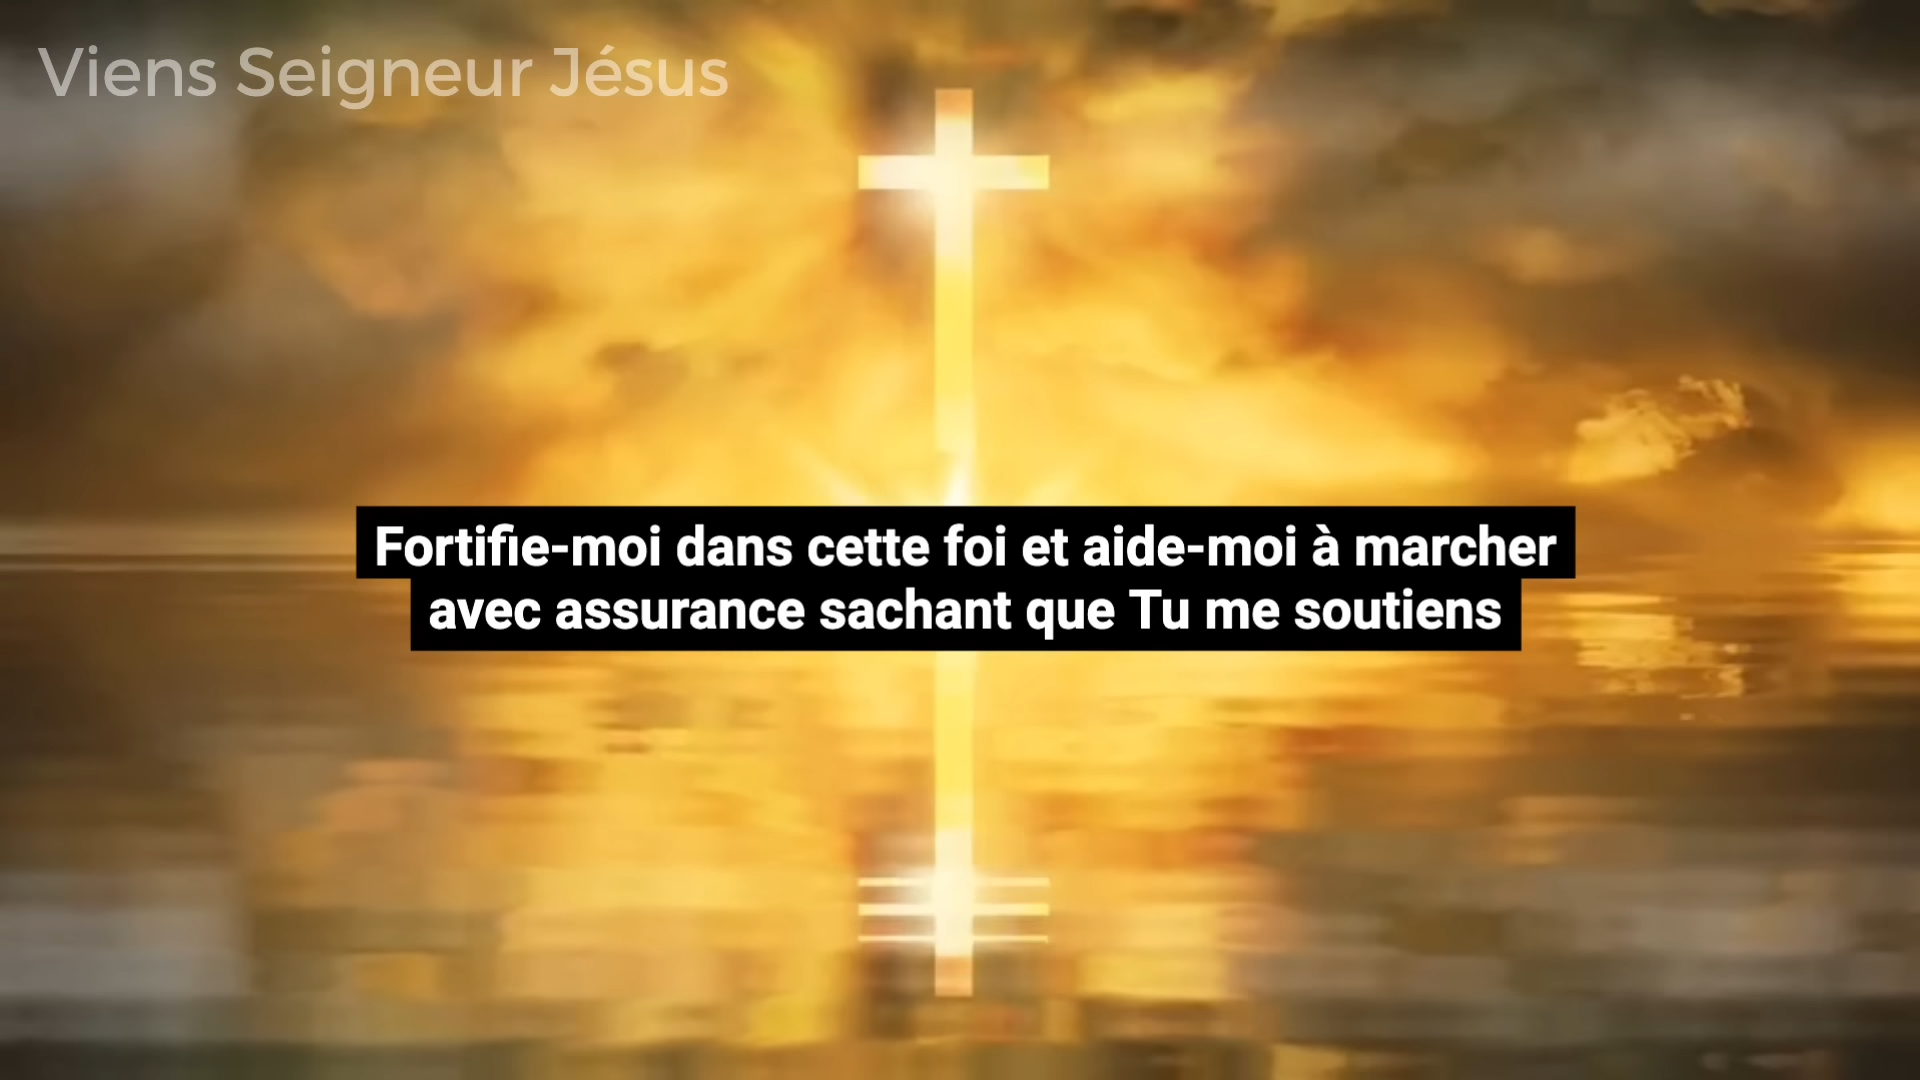 Viens Seigneur Jésus
Fortifie-moi dans cette foi et aide-moi à marcher
avec assurance sachant que Tu me soutiens